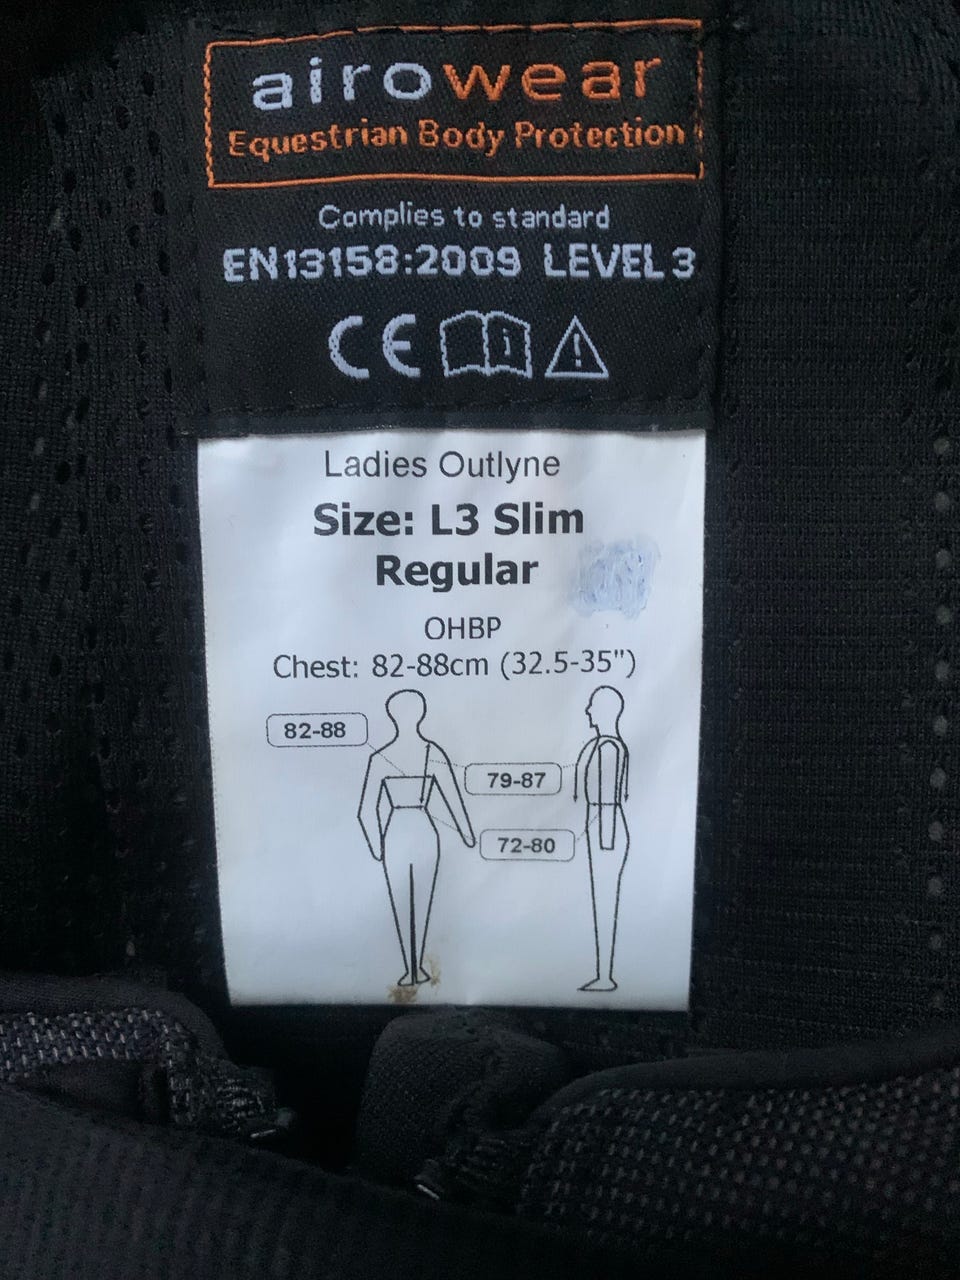 airowear
Equestrian Body Protection
Complies to standard
EN13158:2009 LEVEL 3
CE i !
Ladies Outlyne
Size: L3 Slim
Regular
OHBP
Chest: 82-88cm (32.5-35")
82-88
79-87
72-80